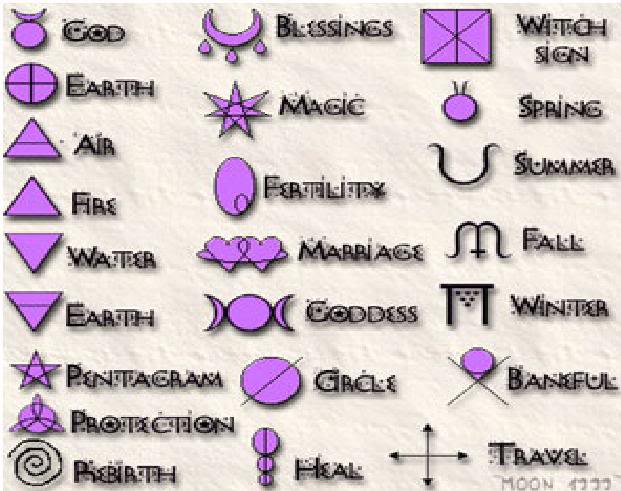 God
Earth
Air
Fire
Water
Earth
Pentagram
Protection
Rebirth
Blessings
Magic
Fertility
Marriage
Goddess
Circle
Heal
Witch
sign
Spring
Summer
Fall
Winter
Baneful
Travel
MOON 1999